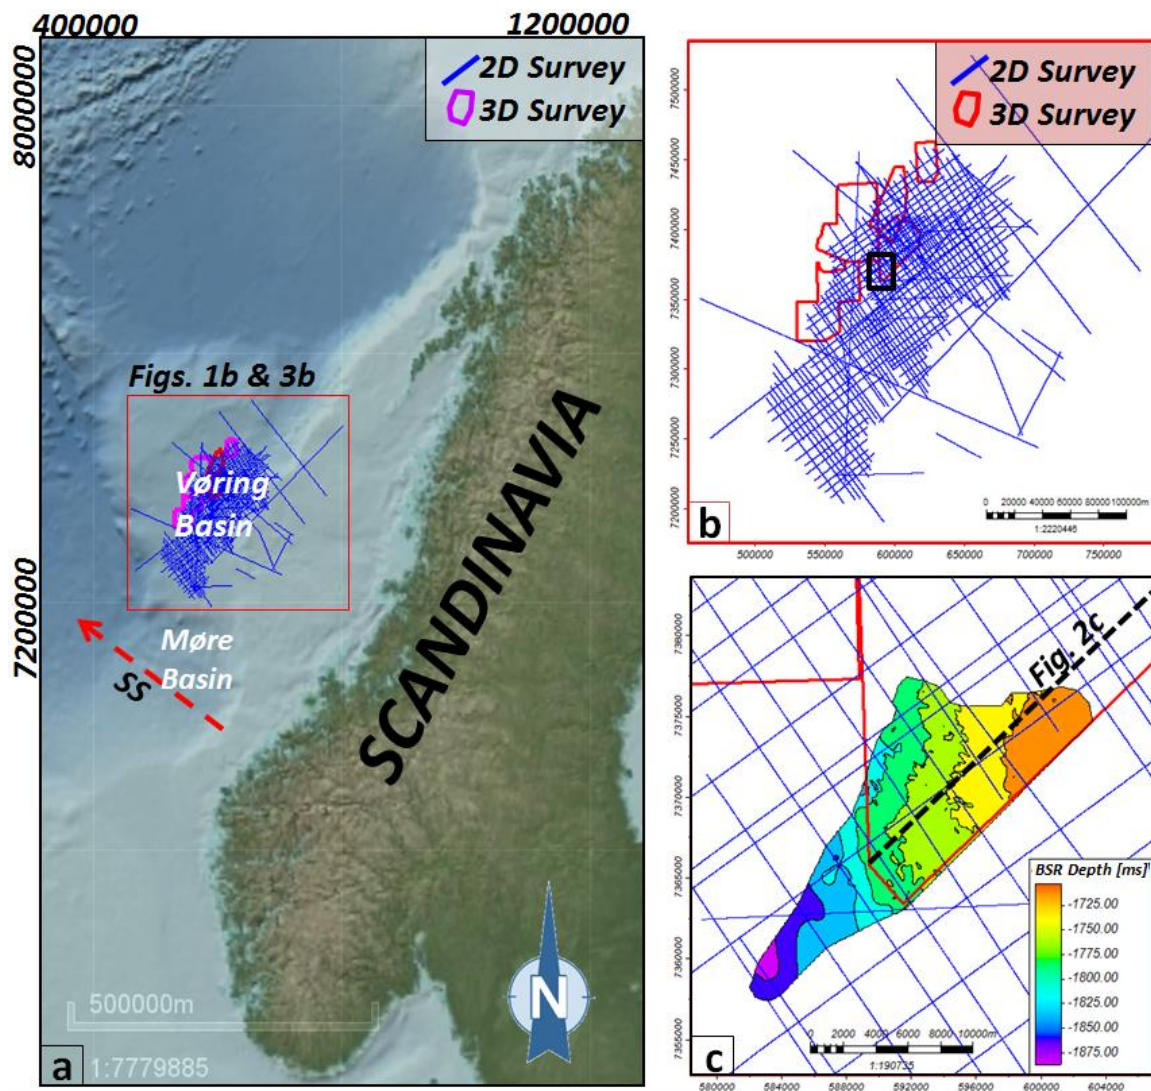 400000
1200000
8000000
7200000
2D Survey
3D Survey
Figs. 1b & 3b
Vøring
Basin
Møre
Basin
SS
SCANDINAVIA
N
500000m
1:7779885
a
2D Survey
3D Survey
7500000
7450000
7400000
7350000
7300000
7250000
7200000
0 20000 40000 60000 80000 100000m
1:2220446
b
500000 550000 600000 650000 700000 750000
Fig. 2c
7380000
7375000
7370000
7365000
7360000
7355000
BSR Depth [ms]
-1725.00
-1750.00
-1775.00
-1800.00
-1825.00
-1850.00
-1875.00
0 2000 4000 6000 8000 10000m
1:190735
c
580000 584000 588000 592000 596000 600000 604000